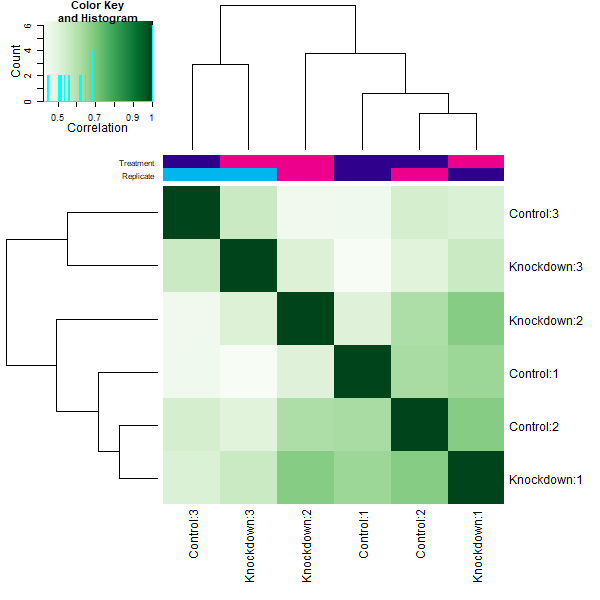 Color Key
and Histogram
Count
0 2 4 6
0.5 0.7 0.9 1
Correlation
Treatment
Replicate
Control:3
Knockdown:3
Knockdown:2
Control:1
Control:2
Knockdown:1
Control:3
Knockdown:3
Knockdown:2
Control:1
Control:2
Knockdown:1